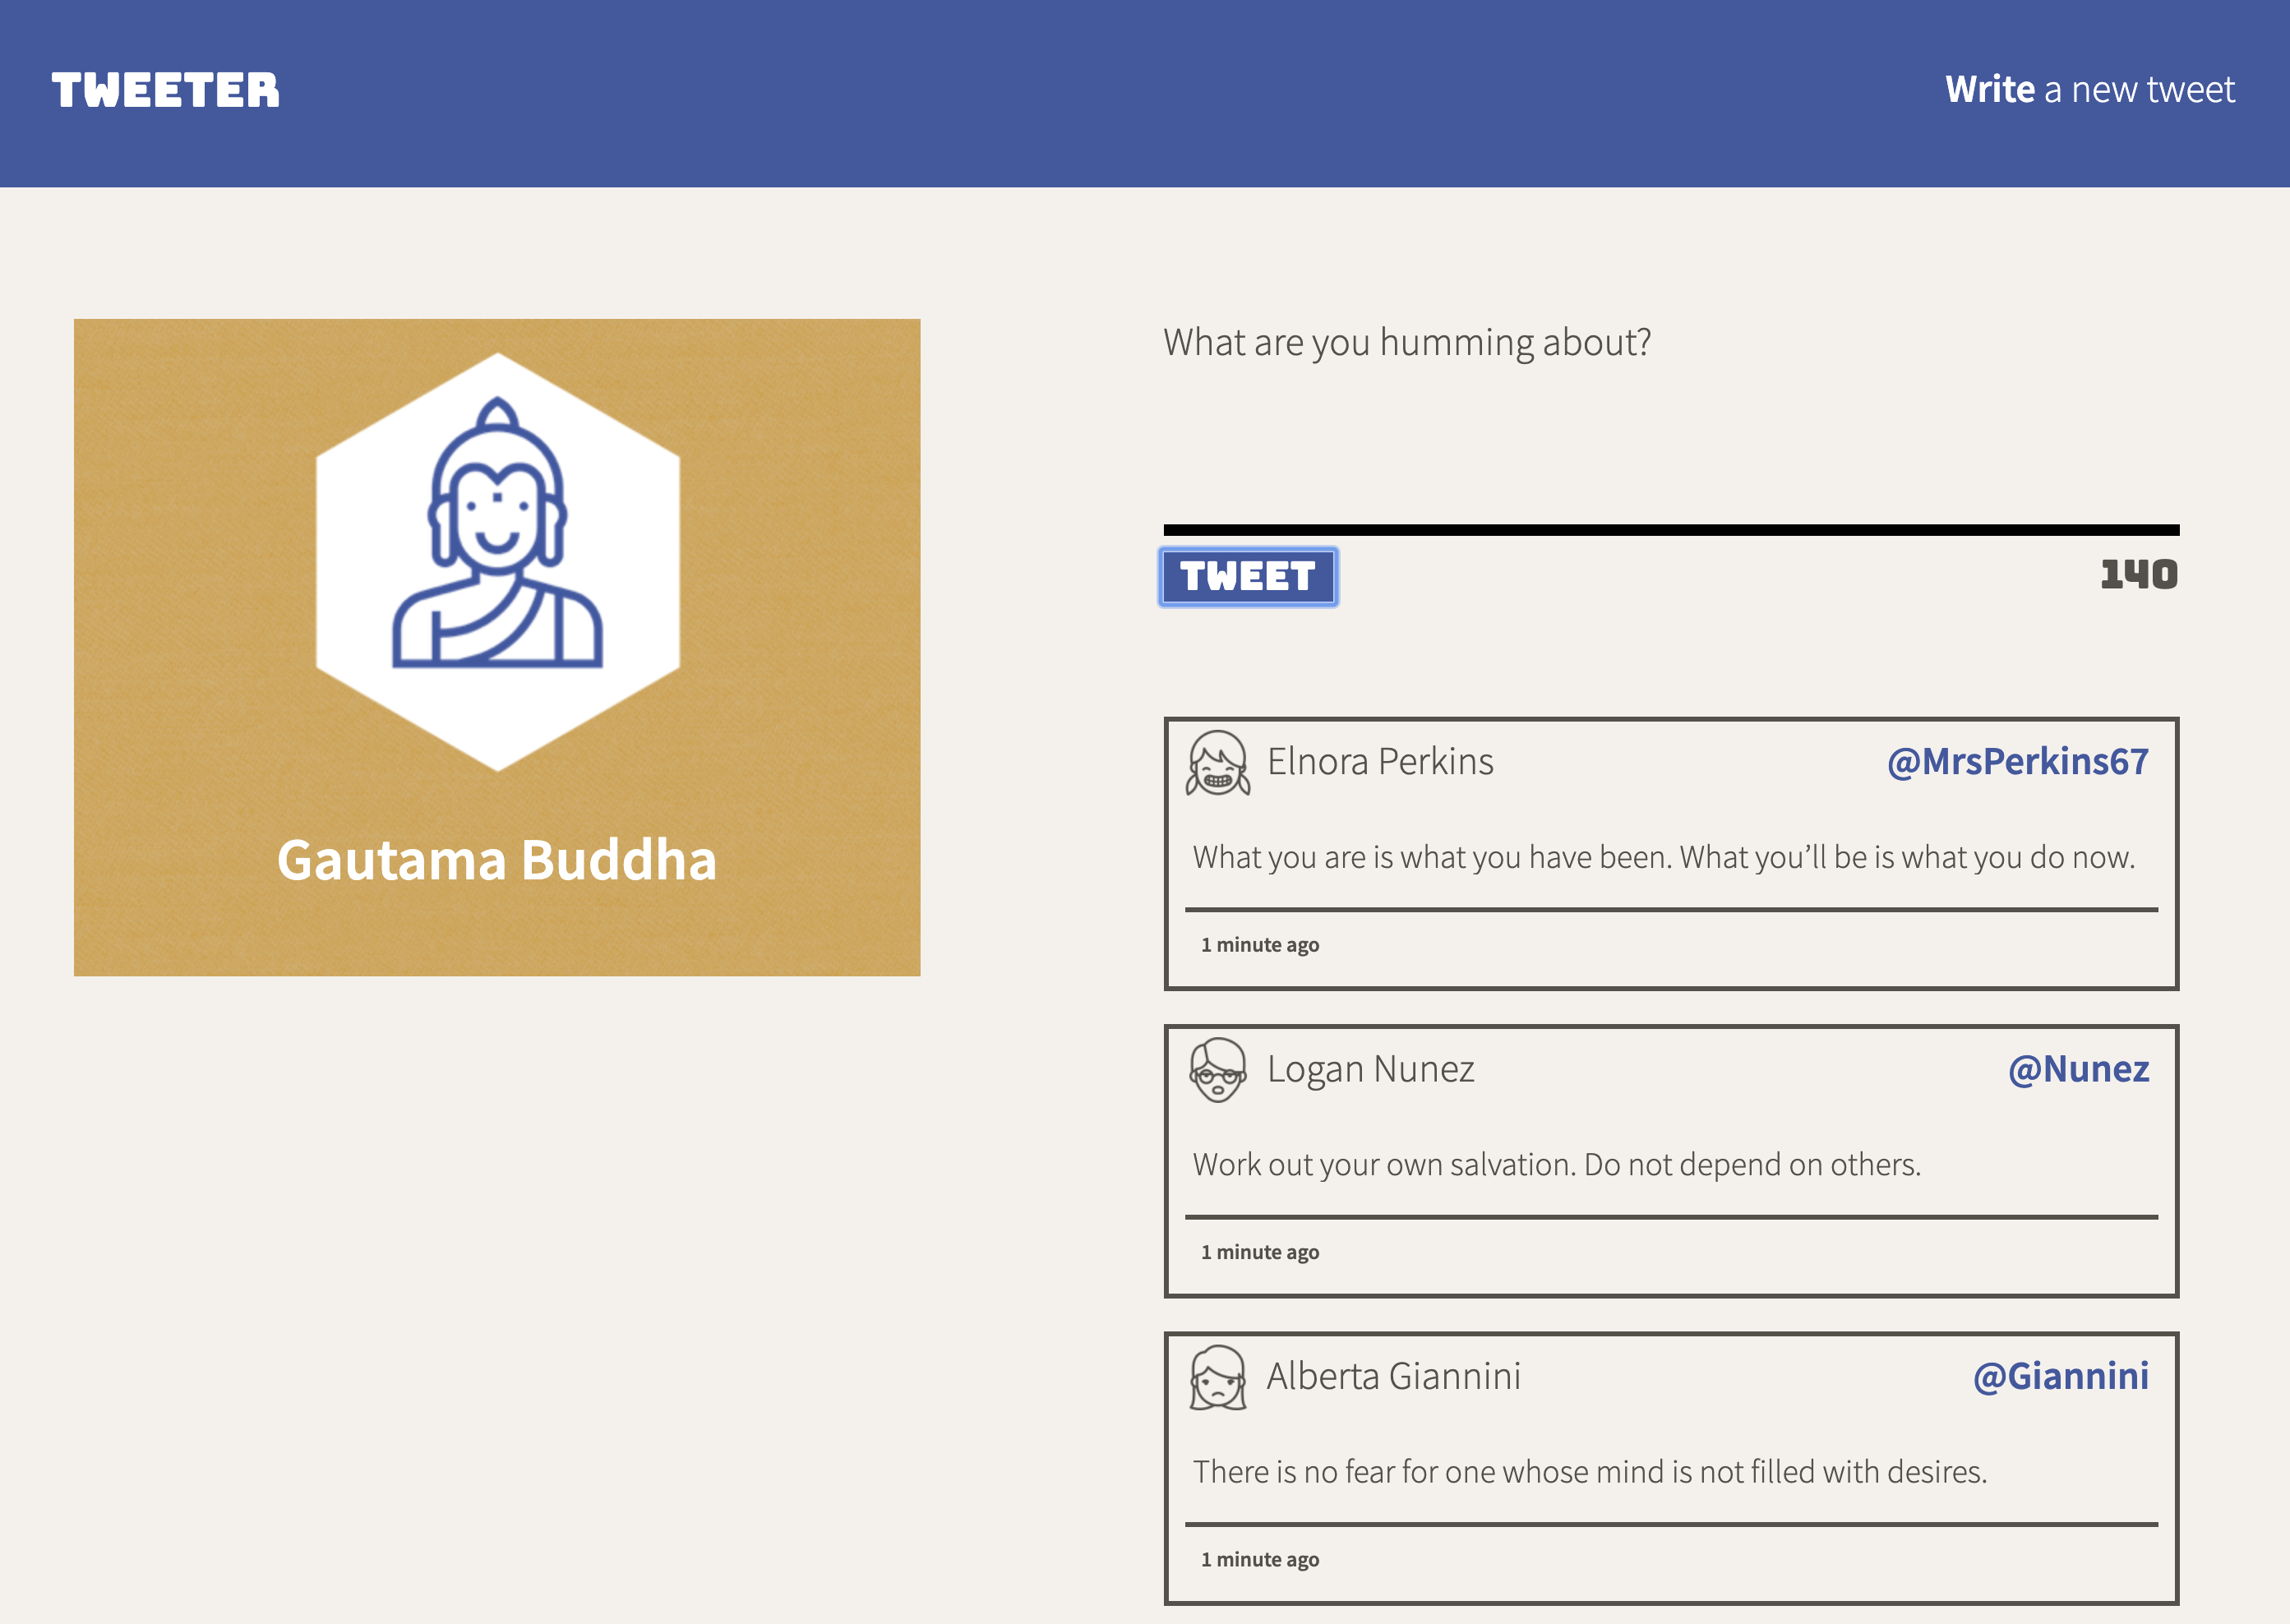 TWEETER
Write a new tweet
Gautama Buddha
What are you humming about?
TWEET
140
Elnora Perkins
@MrsPerkins67
What you are is what you have been. What you’ll be is what you do now.
1 minute ago
Logan Nunez
@Nunez
Work out your own salvation. Do not depend on others.
1 minute ago
Alberta Giannini
@Giannini
There is no fear for one whose mind is not filled with desires.
1 minute ago